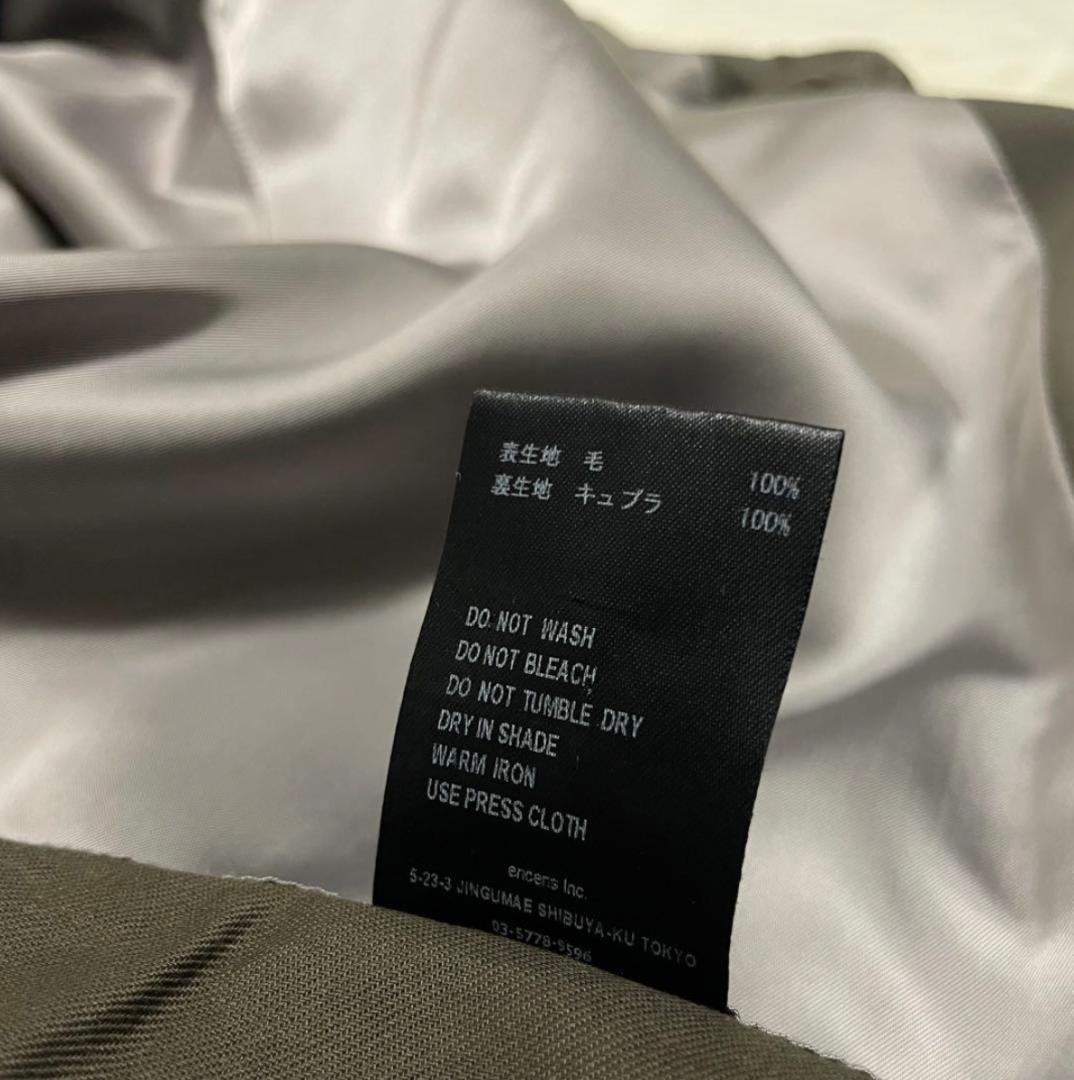 表生地 毛 100%
裏生地 キュプラ 100%
DO NOT WASH
DO NOT BLEACH
DO NOT TUMBLE DRY
DRY IN SHADE
WARM IRON
USE PRESS CLOTH
encens Inc.
5-23-3 JINGUMAE SHIBUYA-KU TOKYO
03-5778-9596